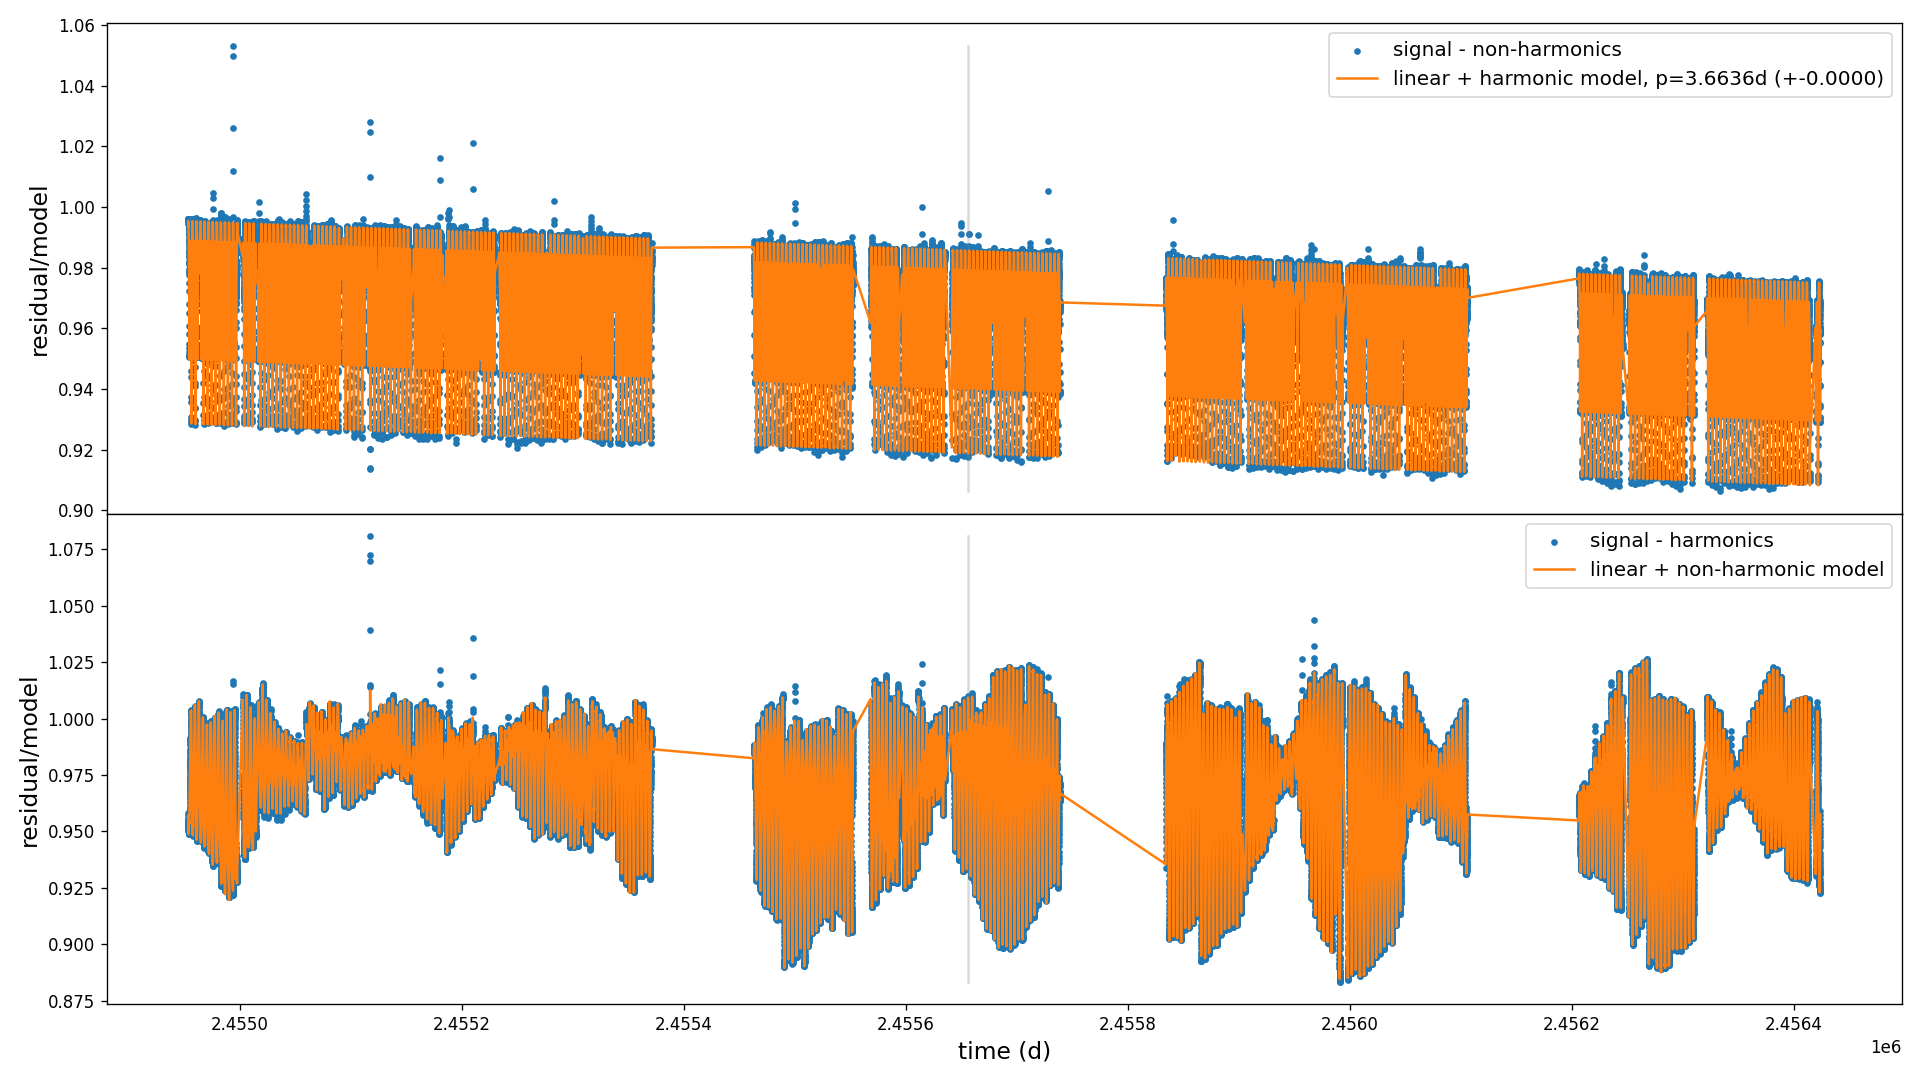 1.06
1.04
1.02
1.00
0.98
0.96
0.94
0.92
0.90
residual/model
signal - non-harmonics
linear + harmonic model, p=3.6636d (+-0.0000)
1.075
1.050
1.025
1.000
0.975
0.950
0.925
0.900
0.875
residual/model
signal - harmonics
linear + non-harmonic model
2.4550 2.4552 2.4554 2.4556 2.4558 2.4560 2.4562 2.4564
1e6
time (d)